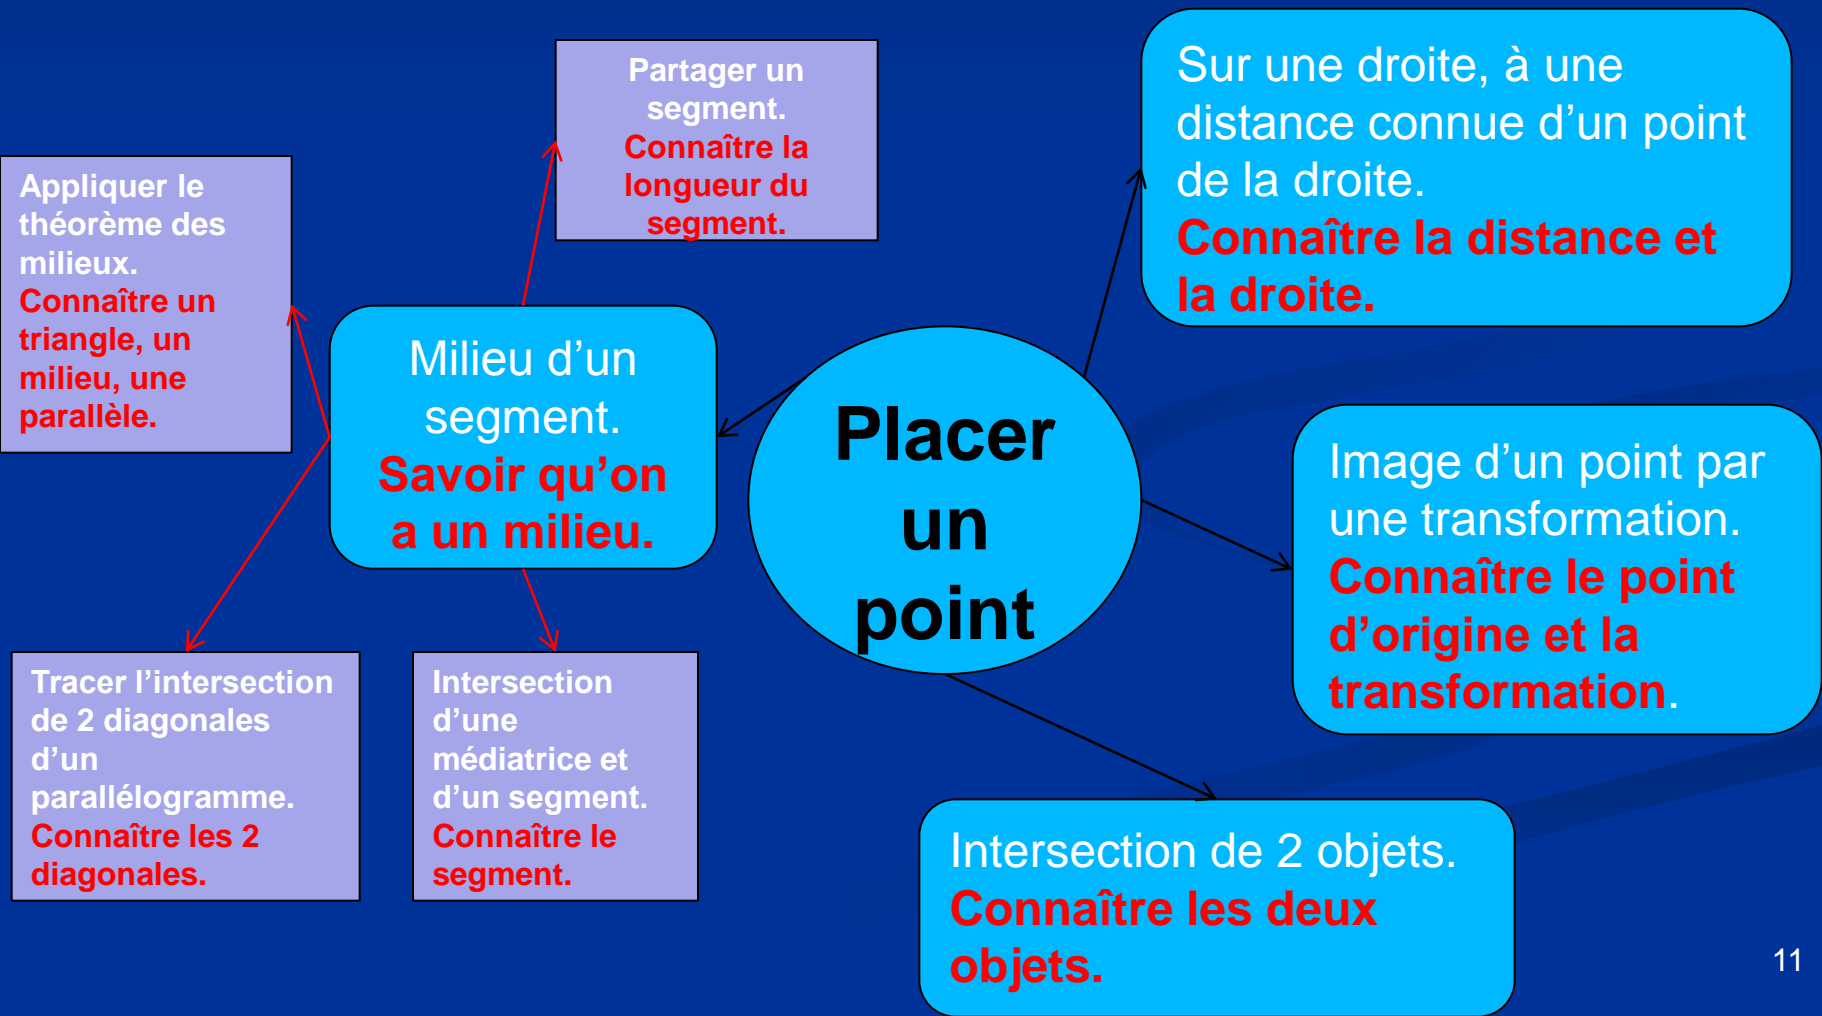 Partager un
segment.
Connaître la
longueur du
segment.
Sur une droite, à une
distance connue d’un point
de la droite.
Connaître la distance et
la droite.
Appliquer le
théorème des
milieux.
Connaître un
triangle, un
milieu, une
parallèle.
Milieu d’un
segment.
Savoir qu’on
a un milieu.
Placer
un
point
Image d’un point par
une transformation.
Connaître le point
d’origine et la
transformation.
Tracer l’intersection
de 2 diagonales
d’un
parallélogramme.
Connaître les 2
diagonales.
Intersection
d’une
médiatrice et
d’un segment.
Connaître le
segment.
Intersection de 2 objets.
Connaître les deux
objets.
11